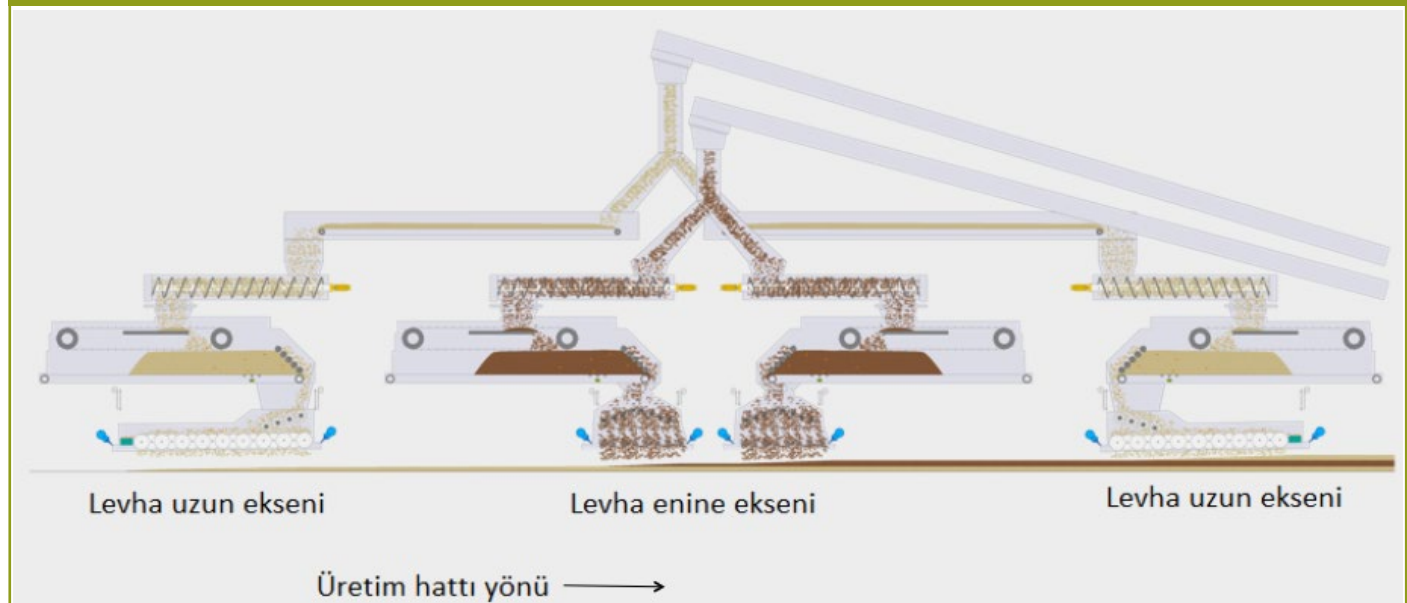 Levha uzun ekseni
Levha enine ekseni
Levha uzun ekseni
Üretim hattı yönü